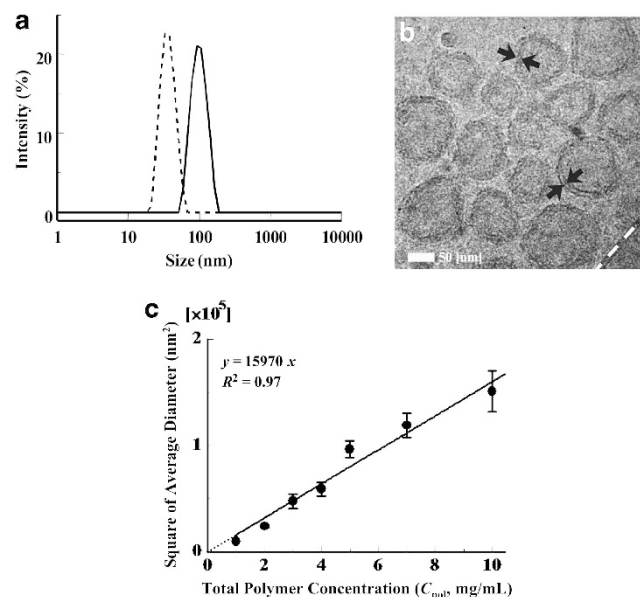 a
Intensity (%)
20
10
0
1 10 100 1000 10000
Size (nm)
b
50 [nm]
c
[×10⁵]
Square of Average Diameter (nm²)
2
1
0
y = 15970 x
R² = 0.97
0 2 4 6 8 10
Total Polymer Concentration (Cpol, mg/mL)